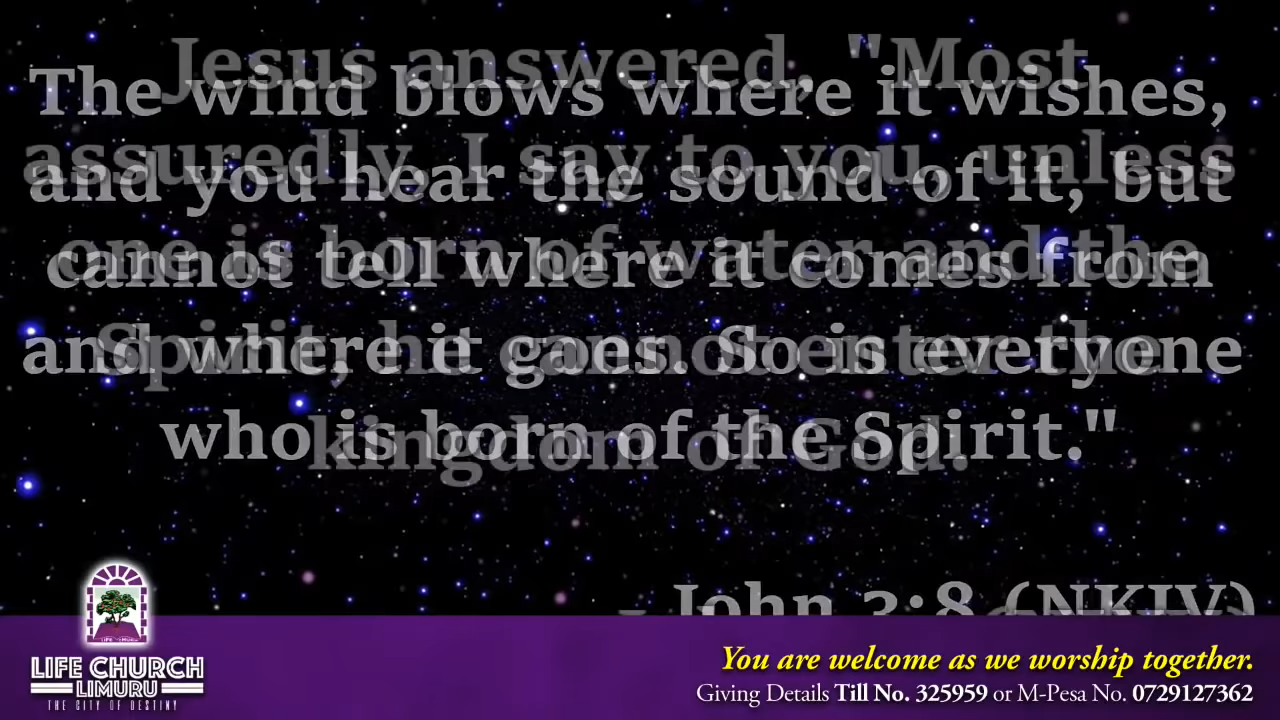 Jesus answered, "Most
assuredly, I say to you, unless
one is born of water and the
Spirit, he cannot enter the
kingdom of God.
The wind blows where it wishes,
and you hear the sound of it, but
cannot tell where it comes from
and where it goes. So is everyone
who is born of the Spirit."
- John 3:8 (NKJV)
LIFE CHURCH
LIMURU
THE CITY OF DESTINY
You are welcome as we worship together.
Giving Details Till No. 325959 or M-Pesa No. 0729127362